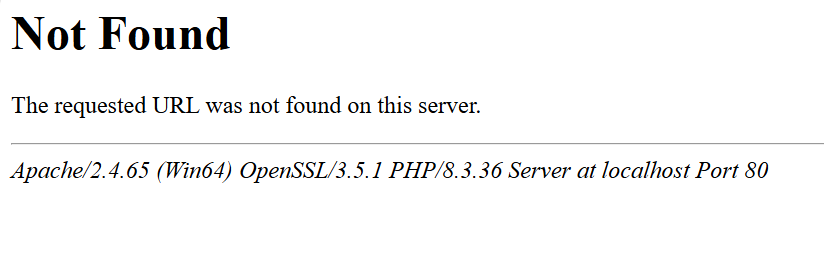 Not Found
The requested URL was not found on this server.
Apache/2.4.65 (Win64) OpenSSL/3.5.1 PHP/8.3.36 Server at localhost Port 80